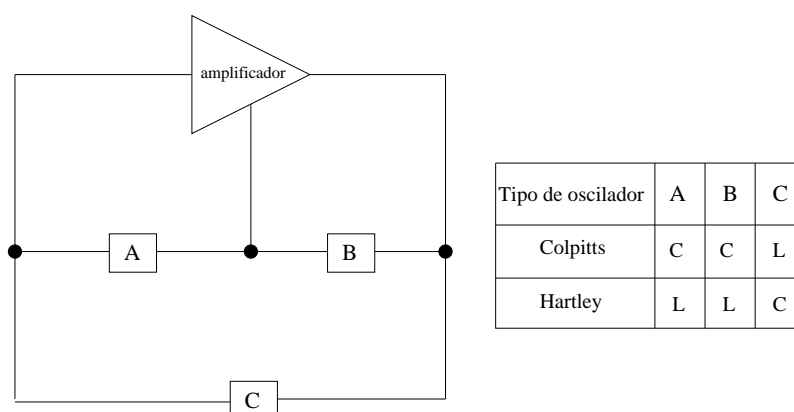 amplificador
A
B
C
Tipo de oscilador A B C
Colpitts C C L
Hartley L L C